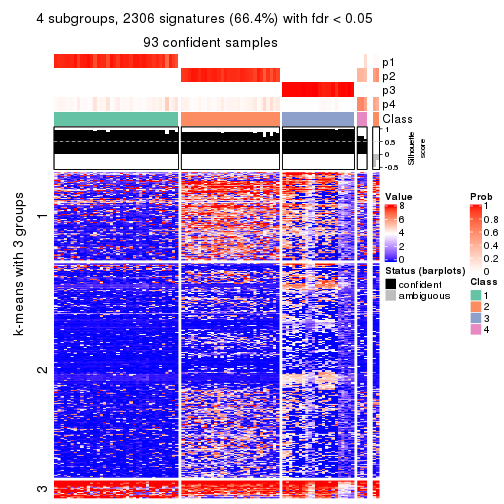 4 subgroups, 2306 signatures (66.4%) with fdr < 0.05
93 confident samples
p1
p2
p3
p4
Class
1
0.5
0
-0.5
Silhouette
score
k-means with 3 groups
1
2
3
Value
8
6
4
2
0
Status (barplots)
confident
ambiguous
Prob
1
0.8
0.6
0.4
0.2
0
Class
1
2
3
4